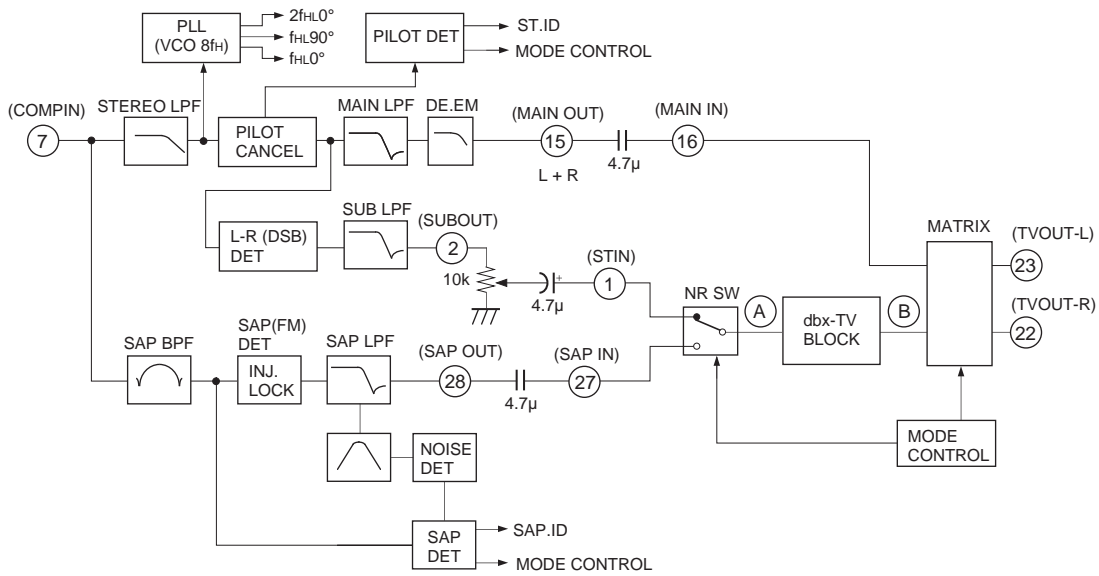 PLL
(VCO 8fH)
2fHL0°
fHL90°
fHL0°
PILOT DET
ST.ID
MODE CONTROL
(COMPIN)
7
STEREO LPF
PILOT
CANCEL
MAIN LPF
DE.EM
(MAIN OUT)
15
L + R
4.7µ
(MAIN IN)
16
L-R (DSB)
DET
SUB LPF
(SUBOUT)
2
10k
4.7µ
+
(STIN)
1
NR SW
A
dbx-TV
BLOCK
B
MATRIX
(TVOUT-L)
23
(TVOUT-R)
22
SAP BPF
SAP(FM)
DET
INJ.
LOCK
SAP LPF
(SAP OUT)
28
4.7µ
(SAP IN)
27
NOISE
DET
MODE
CONTROL
SAP
DET
SAP.ID
MODE CONTROL